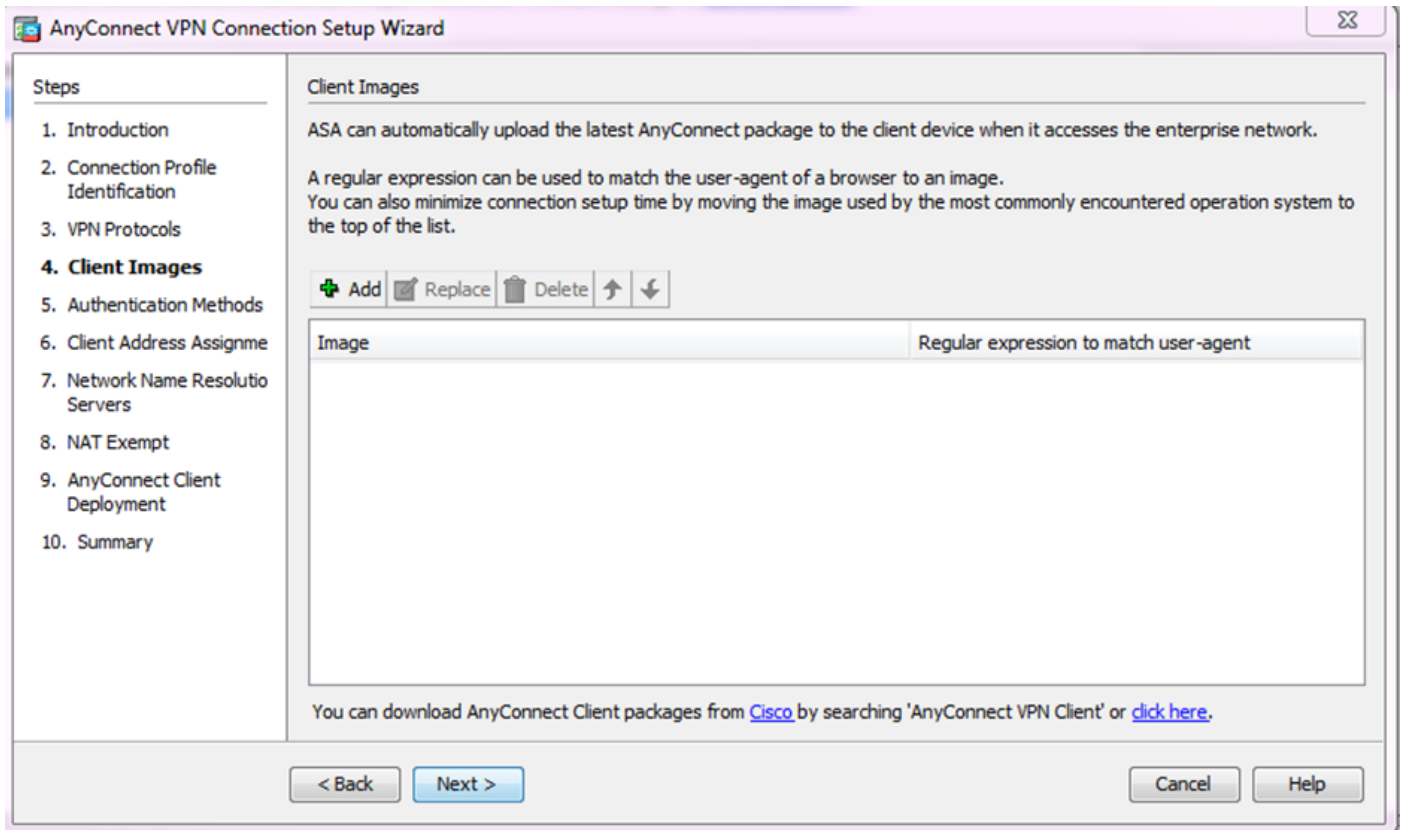 AnyConnect VPN Connection Setup Wizard
Steps
1. Introduction
2. Connection Profile
Identification
3. VPN Protocols
4. Client Images
5. Authentication Methods
6. Client Address Assignme
7. Network Name Resolutio
Servers
8. NAT Exempt
9. AnyConnect Client
Deployment
10. Summary
Client Images
ASA can automatically upload the latest AnyConnect package to the client device when it accesses the enterprise network.
A regular expression can be used to match the user-agent of a browser to an image.
You can also minimize connection setup time by moving the image used by the most commonly encountered operation system to
the top of the list.
Add Replace Delete
Image Regular expression to match user-agent
You can download AnyConnect Client packages from Cisco by searching 'AnyConnect VPN Client' or click here.
< Back Next > Cancel Help